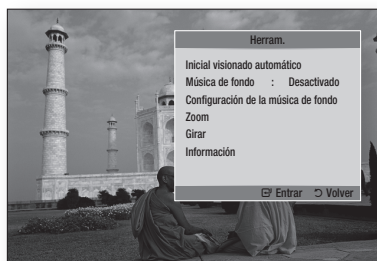 Herram.
Inicial visionado automático
Música de fondo : Desactivado
Configuración de la música de fondo
Zoom
Girar
Información
Entrar Volver